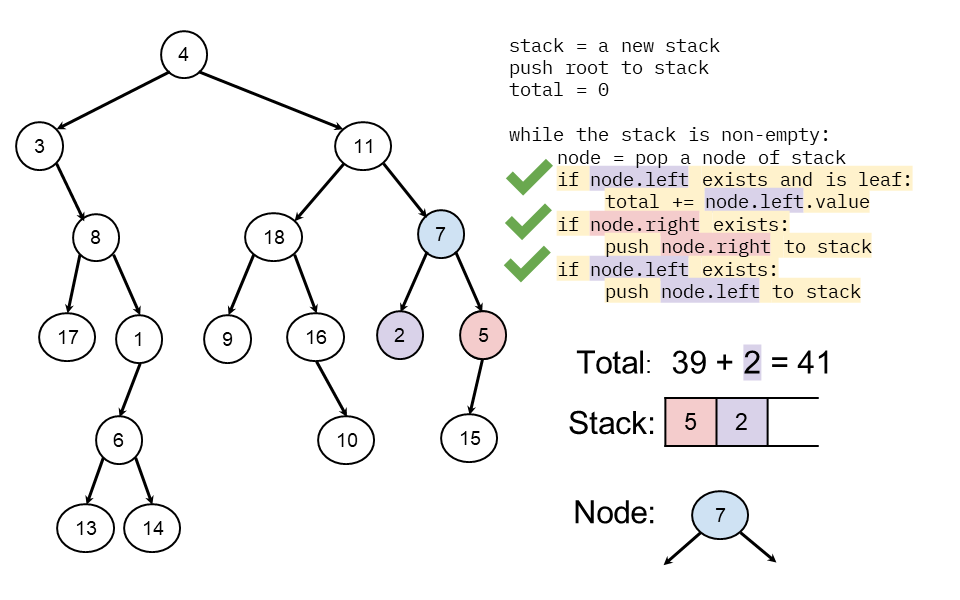 4
stack = a new stack
push root to stack
total = 0
while the stack is non-empty:
node = pop a node of stack
if node.left exists and is leaf:
total += node.left.value
if node.right exists:
push node.right to stack
if node.left exists:
push node.left to stack
3
11
8
18
7
17
1
9
16
2
5
6
10
15
13
14
Total: 39 + 2 = 41
Stack: 5 2
Node: 7